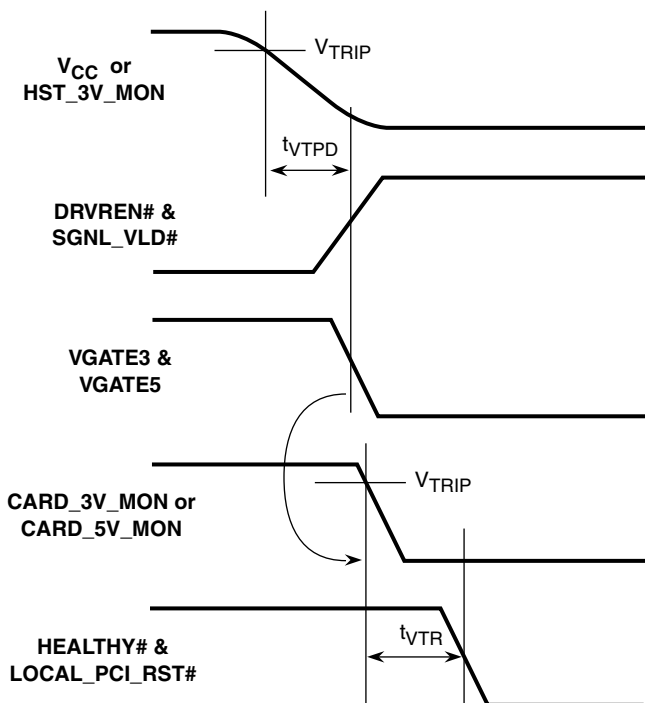 VTRIP
VCC or
HST_3V_MON
tVTPD
DRVREN# &
SGNL_VLD#
VGATE3 &
VGATE5
VTRIP
CARD_3V_MON or
CARD_5V_MON
tVTR
HEALTHY# &
LOCAL_PCI_RST#